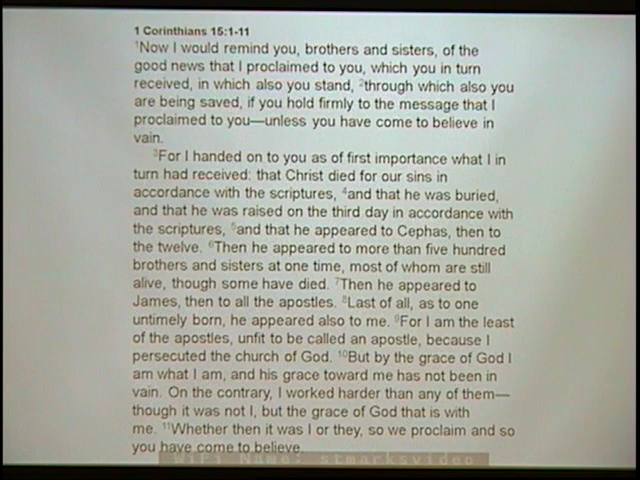 1 Corinthians 15:1-11
1Now I would remind you, brothers and sisters, of the
good news that I proclaimed to you, which you in turn
received, in which also you stand, 2through which also you
are being saved, if you hold firmly to the message that I
proclaimed to you—unless you have come to believe in
vain.
3For I handed on to you as of first importance what I in
turn had received: that Christ died for our sins in
accordance with the scriptures, 4and that he was buried,
and that he was raised on the third day in accordance with
the scriptures, 5and that he appeared to Cephas, then to
the twelve. 6Then he appeared to more than five hundred
brothers and sisters at one time, most of whom are still
alive, though some have died. 7Then he appeared to
James, then to all the apostles. 8Last of all, as to one
untimely born, he appeared also to me. 9For I am the least
of the apostles, unfit to be called an apostle, because I
persecuted the church of God. 10But by the grace of God I
am what I am, and his grace toward me has not been in
vain. On the contrary, I worked harder than any of them—
though it was not I, but the grace of God that is with
me. 11Whether then it was I or they, so we proclaim and so
you have come to believe.
WiFi Name: stmarksvideo